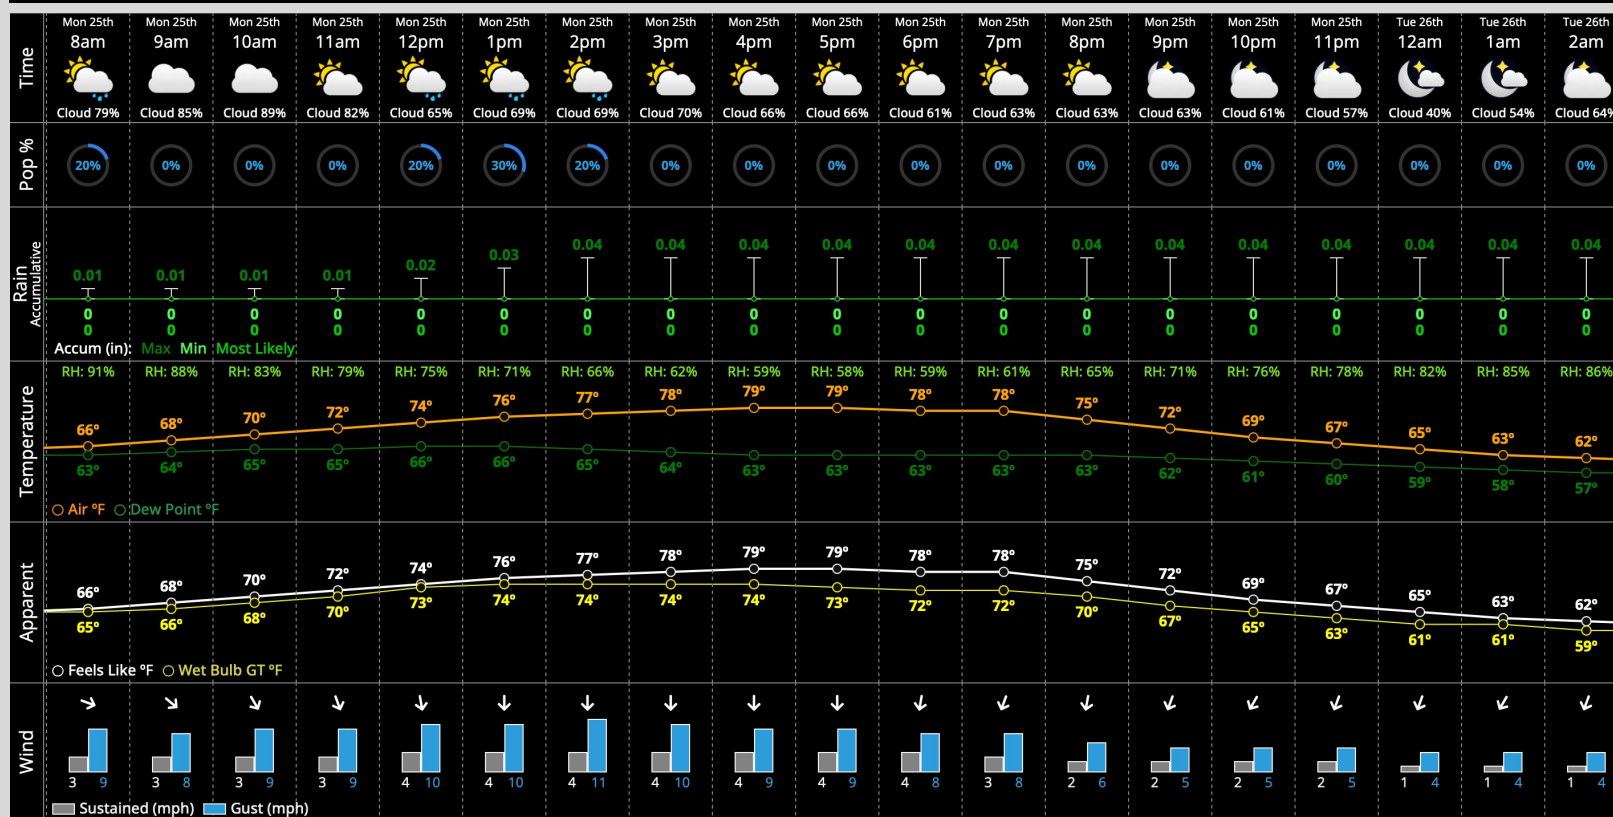 Mon 25th Mon 25th Mon 25th Mon 25th Mon 25th Mon 25th Mon 25th Mon 25th Mon 25th Mon 25th Mon 25th Mon 25th Mon 25th Mon 25th Mon 25th Mon 25th Tue 26th Tue 26th Tue 26th
Time 8am 9am 10am 11am 12pm 1pm 2pm 3pm 4pm 5pm 6pm 7pm 8pm 9pm 10pm 11pm 12am 1am 2am
Cloud 79% Cloud 85% Cloud 89% Cloud 82% Cloud 65% Cloud 69% Cloud 69% Cloud 70% Cloud 66% Cloud 66% Cloud 61% Cloud 63% Cloud 63% Cloud 63% Cloud 61% Cloud 57% Cloud 40% Cloud 54% Cloud 64%
Pop % 20% 0% 0% 0% 20% 30% 20% 0% 0% 0% 0% 0% 0% 0% 0% 0% 0% 0% 0%
Rain
Accumulative
0.01 0.01 0.01 0.01 0.02 0.03 0.04 0.04 0.04 0.04 0.04 0.04 0.04 0.04 0.04 0.04 0.04 0.04 0.04
0 0 0 0 0 0 0 0 0 0 0 0 0 0 0 0 0 0 0
0 0 0 0 0 0 0 0 0 0 0 0 0 0 0 0 0 0 0
Accum (in): Max Min Most Likely
RH: 91% RH: 88% RH: 83% RH: 79% RH: 75% RH: 71% RH: 66% RH: 62% RH: 59% RH: 58% RH: 59% RH: 61% RH: 65% RH: 71% RH: 76% RH: 78% RH: 82% RH: 85% RH: 86%
Temperature
66° 68° 70° 72° 74° 76° 77° 78° 79° 79° 78° 78° 75° 72° 69° 67° 65° 63° 62°
63° 64° 65° 65° 66° 66° 65° 64° 63° 63° 63° 63° 63° 62° 61° 60° 59° 58° 57°
Air ºF Dew Point ºF
Apparent
66° 68° 70° 72° 74° 76° 77° 78° 79° 79° 78° 78° 75° 72° 69° 67° 65° 63° 62°
65° 66° 68° 70° 73° 74° 74° 74° 74° 73° 72° 72° 70° 67° 65° 63° 61° 61° 59°
Feels Like ºF Wet Bulb GT ºF
Wind
3 9 3 8 3 9 3 9 4 10 4 10 4 11 4 10 4 9 4 9 4 8 3 8 2 6 2 5 2 5 2 5 1 4 1 4 1 4
Sustained (mph) Gust (mph)